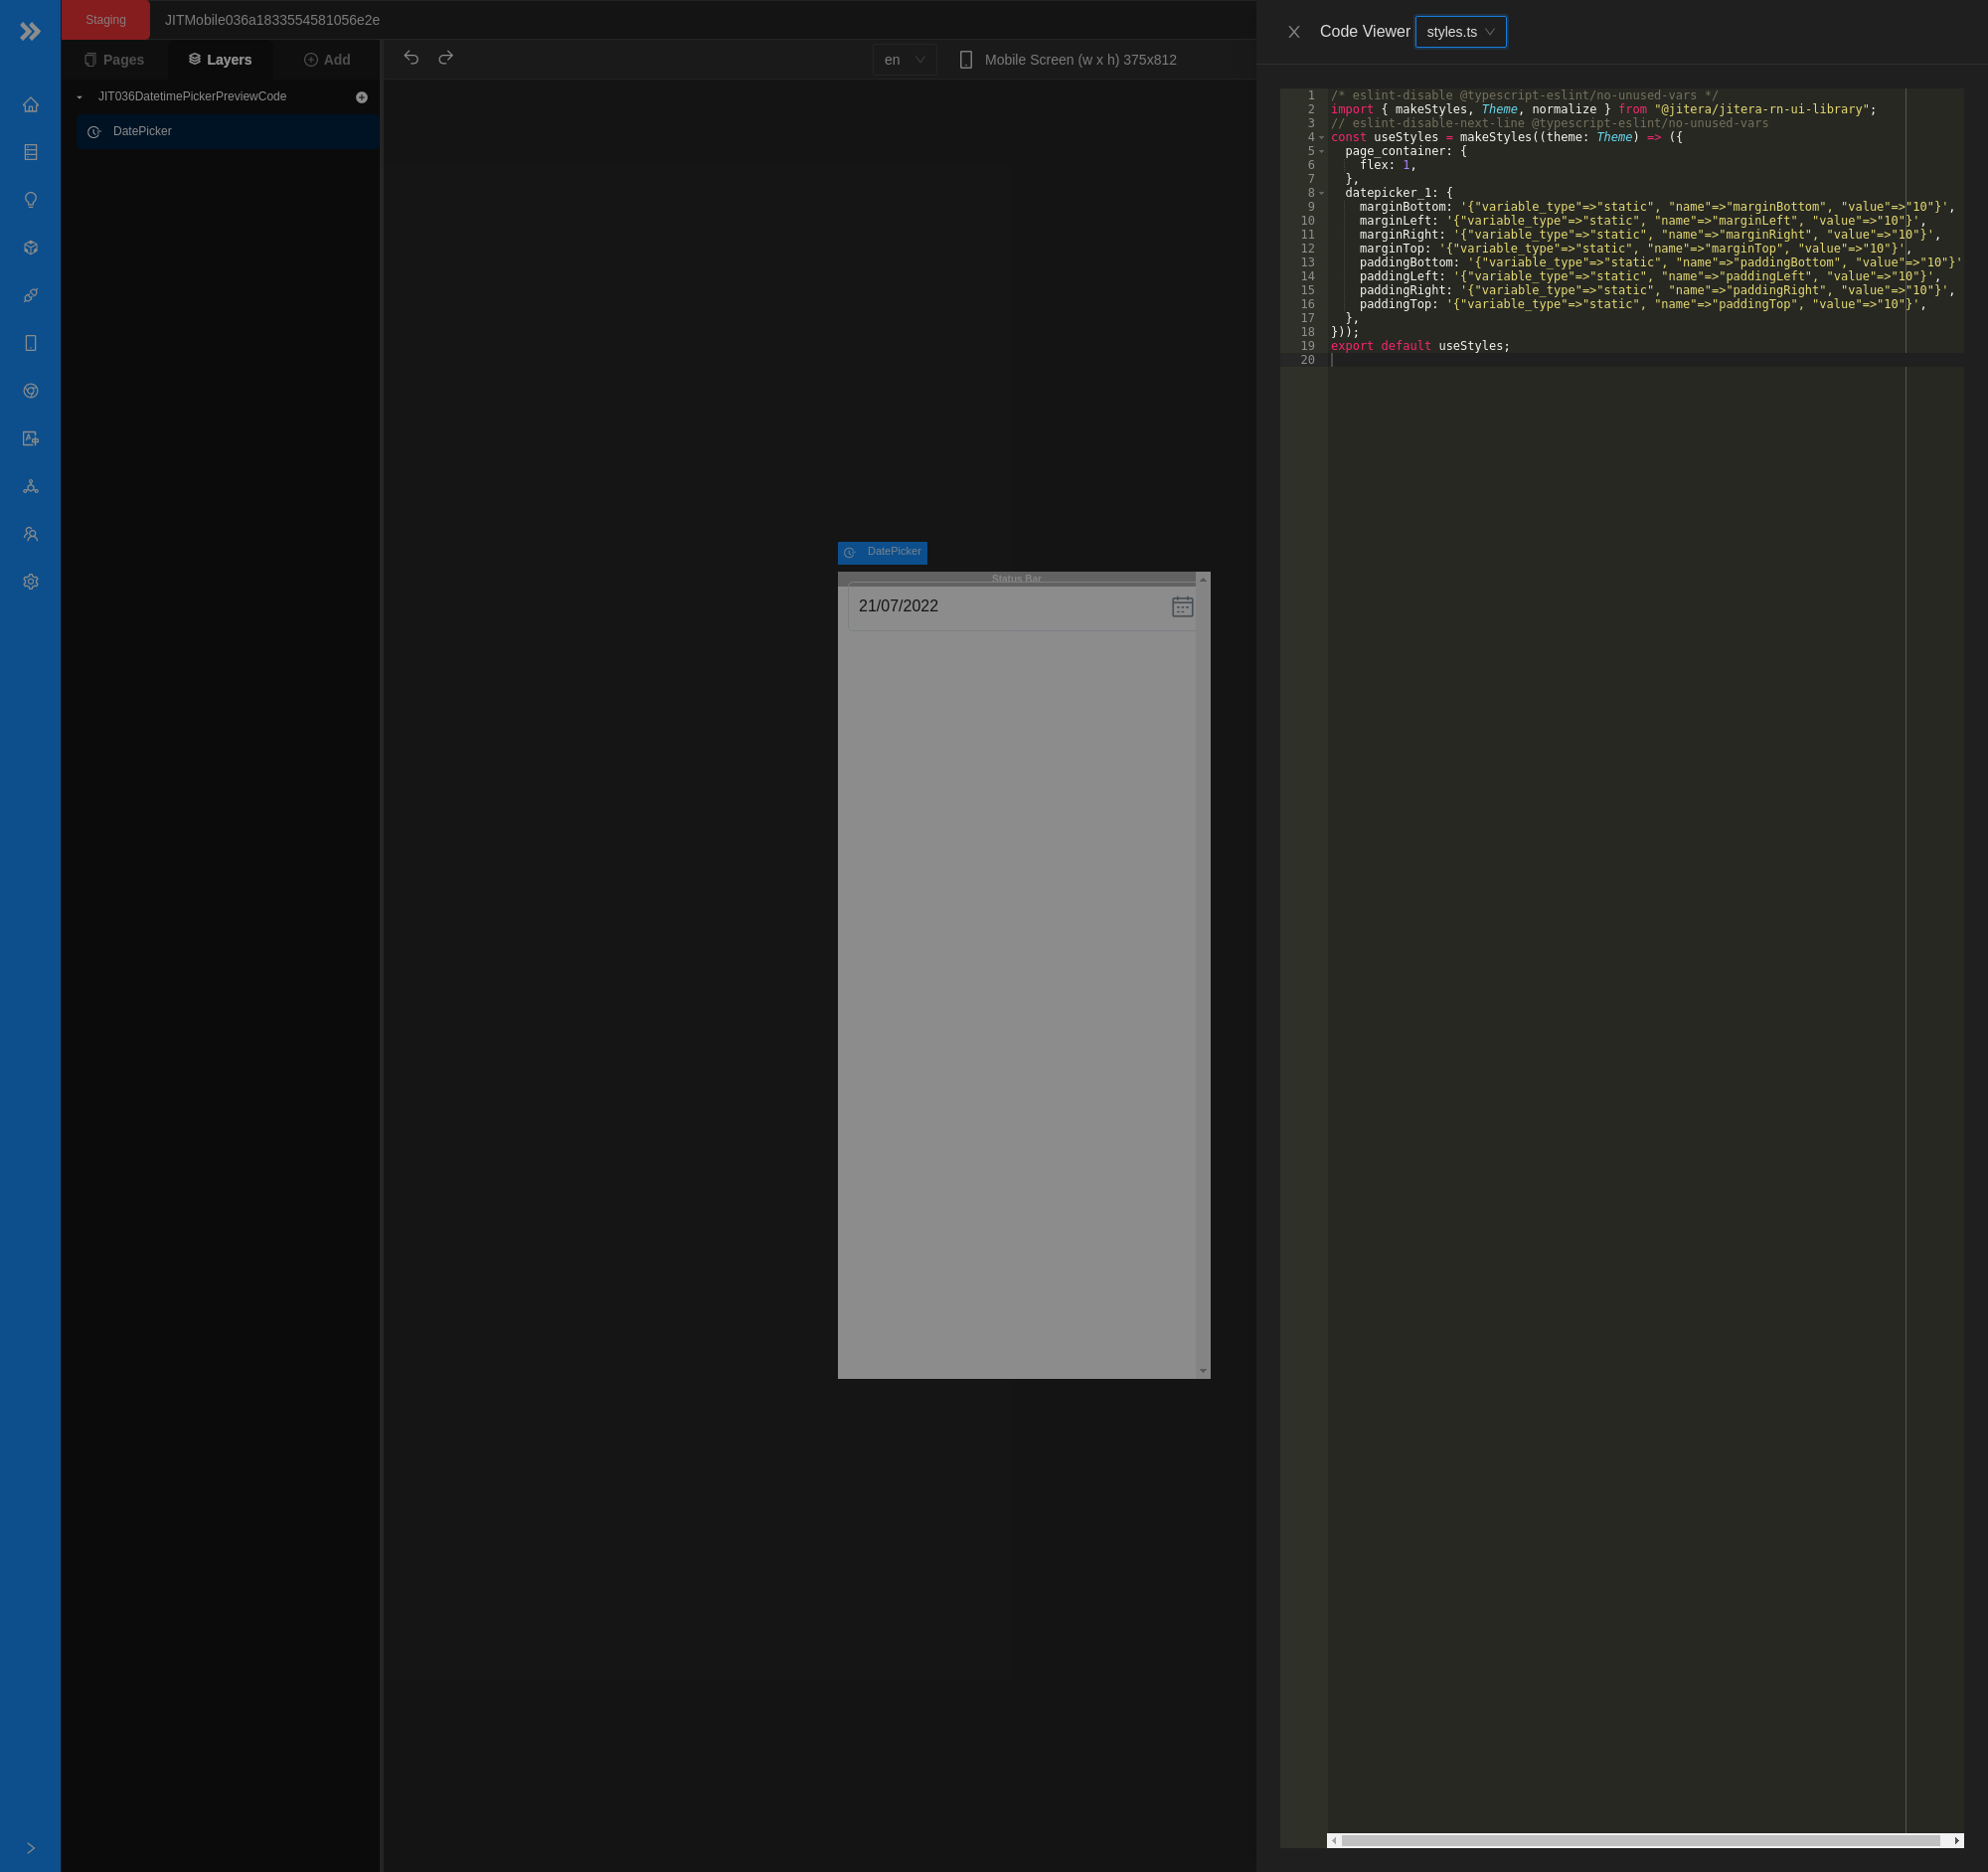 Staging
JITMobile036a1833554581056e2e
Pages
Layers
Add
JIT036DatetimePickerPreviewCode
DatePicker
en
Mobile Screen (w x h) 375x812
DatePicker
Status Bar
21/07/2022
Code Viewer
styles.ts
1 /* eslint-disable @typescript-eslint/no-unused-vars */
2 import { makeStyles, Theme, normalize } from "@jitera/jitera-rn-ui-library";
3 // eslint-disable-next-line @typescript-eslint/no-unused-vars
4 const useStyles = makeStyles((theme: Theme) => ({
5   page_container: {
6     flex: 1,
7   },
8   datepicker_1: {
9     marginBottom: '{"variable_type"=>"static", "name"=>"marginBottom", "value"=>"10"}',
10     marginLeft: '{"variable_type"=>"static", "name"=>"marginLeft", "value"=>"10"}',
11     marginRight: '{"variable_type"=>"static", "name"=>"marginRight", "value"=>"10"}',
12     marginTop: '{"variable_type"=>"static", "name"=>"marginTop", "value"=>"10"}',
13     paddingBottom: '{"variable_type"=>"static", "name"=>"paddingBottom", "value"=>"10"}'
14     paddingLeft: '{"variable_type"=>"static", "name"=>"paddingLeft", "value"=>"10"}',
15     paddingRight: '{"variable_type"=>"static", "name"=>"paddingRight", "value"=>"10"}',
16     paddingTop: '{"variable_type"=>"static", "name"=>"paddingTop", "value"=>"10"}',
17   },
18 }));
19 export default useStyles;
20